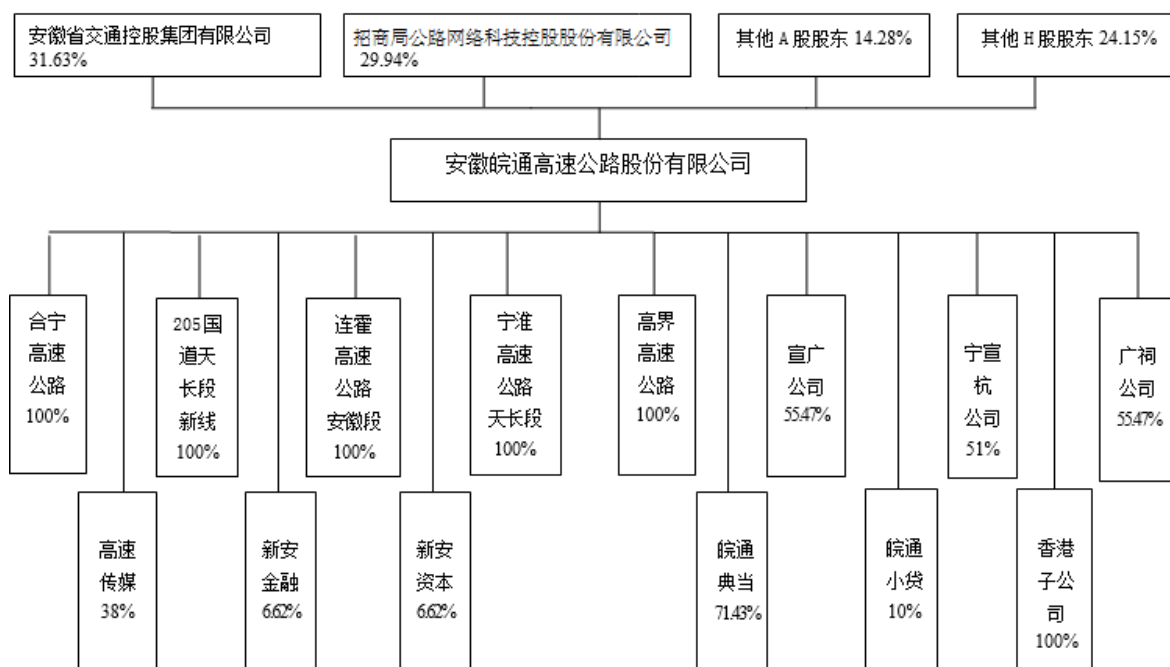 安徽省交通控股集团有限公司
31.63%
招商局公路网络科技控股股份有限公司
29.94%
其他 A 股股东 14.28%
其他 H 股股东 24.15%
安徽皖通高速公路股份有限公司
合宁
高速
公路
100%
205 国
道天
长段
新线
100%
连霍
高速
公路
安徽段
100%
宁淮
高速
公路
天长段
100%
高界
高速
公路
100%
宣广
公司
55.47%
宁宣
杭
公司
51%
广祠
公司
55.47%
高速
传媒
38%
新安
金融
6.62%
新安
资本
6.62%
皖通
典当
71.43%
皖通
小贷
10%
香港
子公
司
100%